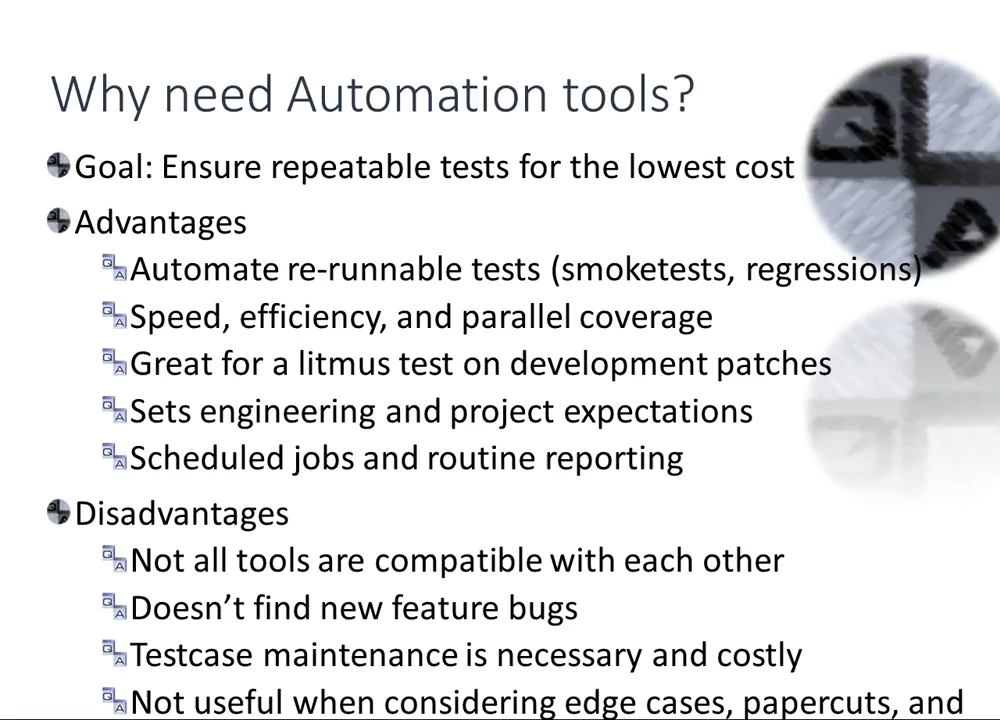 Why need Automation tools?
Goal: Ensure repeatable tests for the lowest cost
Advantages
Automate re-runnable tests (smoketests, regressions)
Speed, efficiency, and parallel coverage
Great for a litmus test on development patches
Sets engineering and project expectations
Scheduled jobs and routine reporting
Disadvantages
Not all tools are compatible with each other
Doesn’t find new feature bugs
Testcase maintenance is necessary and costly
Not useful when considering edge cases, papercuts, and